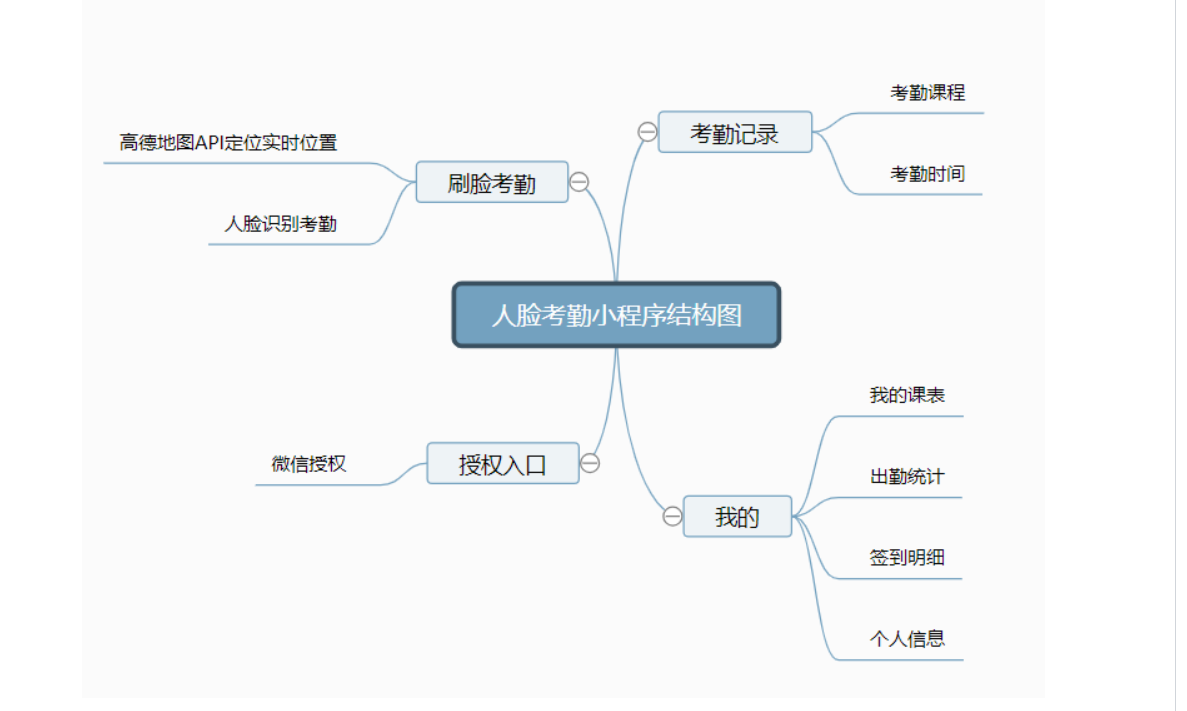 考勤课程
考勤记录
高德地图API定位实时位置
考勤时间
刷脸考勤
人脸识别考勤
人脸考勤小程序结构图
我的课表
微信授权
授权入口
出勤统计
我的
签到明细
个人信息